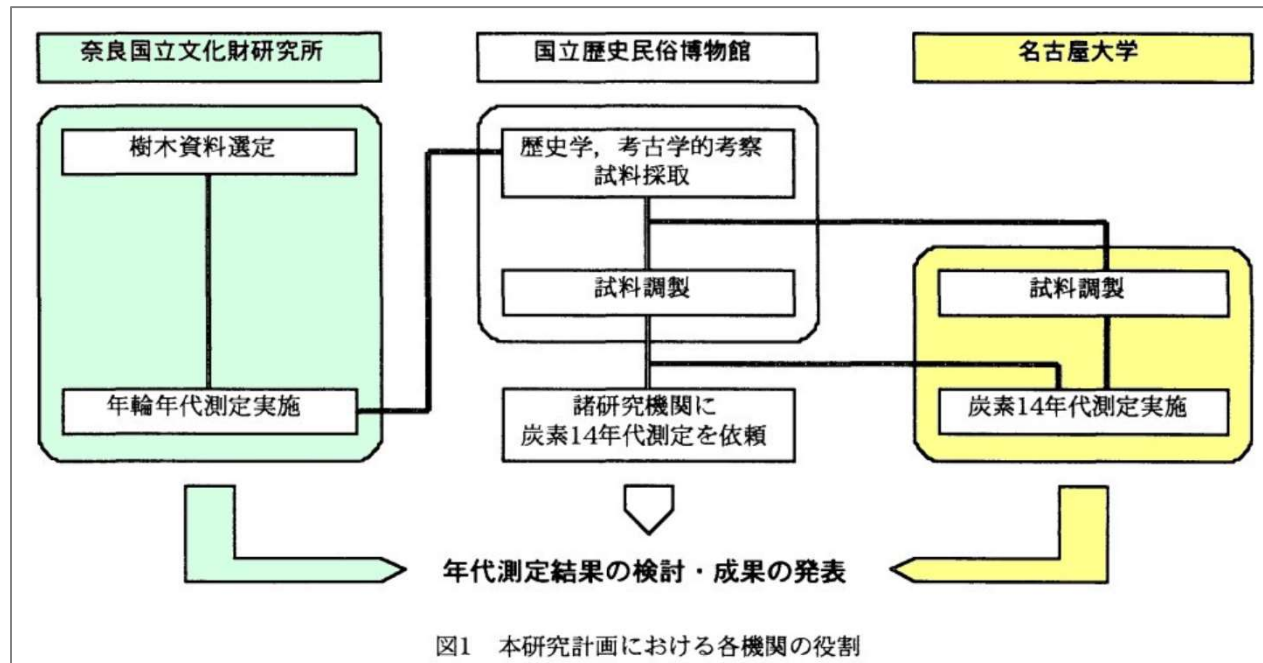 奈良国立文化財研究所
樹木資料選定
年輪年代測定実施
国立歴史民俗博物館
歴史学,考古学的考察
試料採取
試料調製
諸研究機関に
炭素14年代測定を依頼
名古屋大学
試料調製
炭素14年代測定実施
年代測定結果の検討・成果の発表
図1 本研究計画における各機関の役割